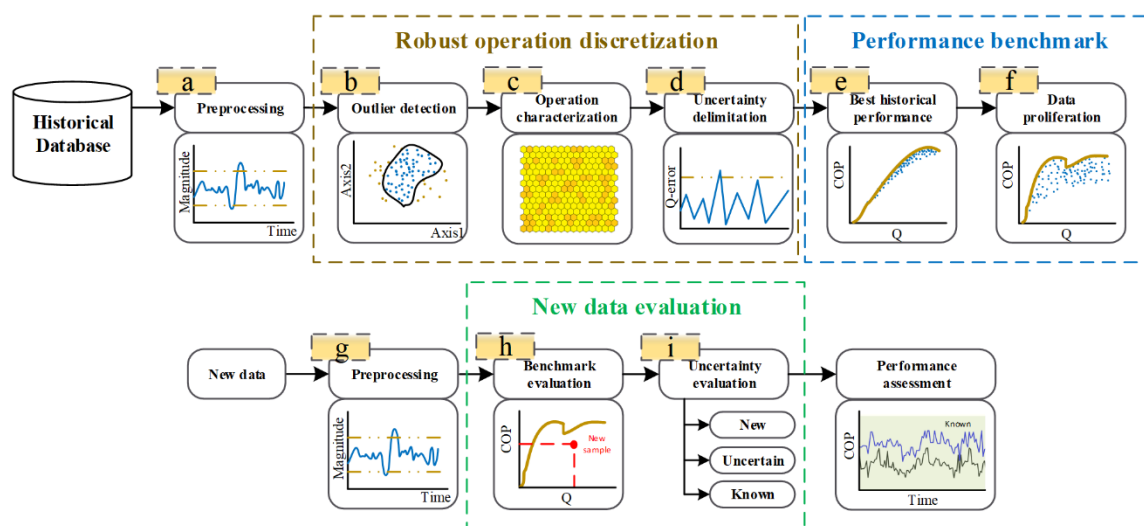 Robust operation discretization
Performance benchmark
a
b
c
d
e
f
Historical
Database
Preprocessing
Outlier detection
Operation
characterization
Uncertainty
delimitation
Best historical
performance
Data
proliferation
Magnitude
Time
Axis2
Axis1
Q-error
COP
Q
COP
Q
New data evaluation
g
h
i
New data
Preprocessing
Benchmark
evaluation
Uncertainty
evaluation
Performance
assessment
Magnitude
Time
COP
New
sample
Q
New
Uncertain
Known
COP
Known
Time